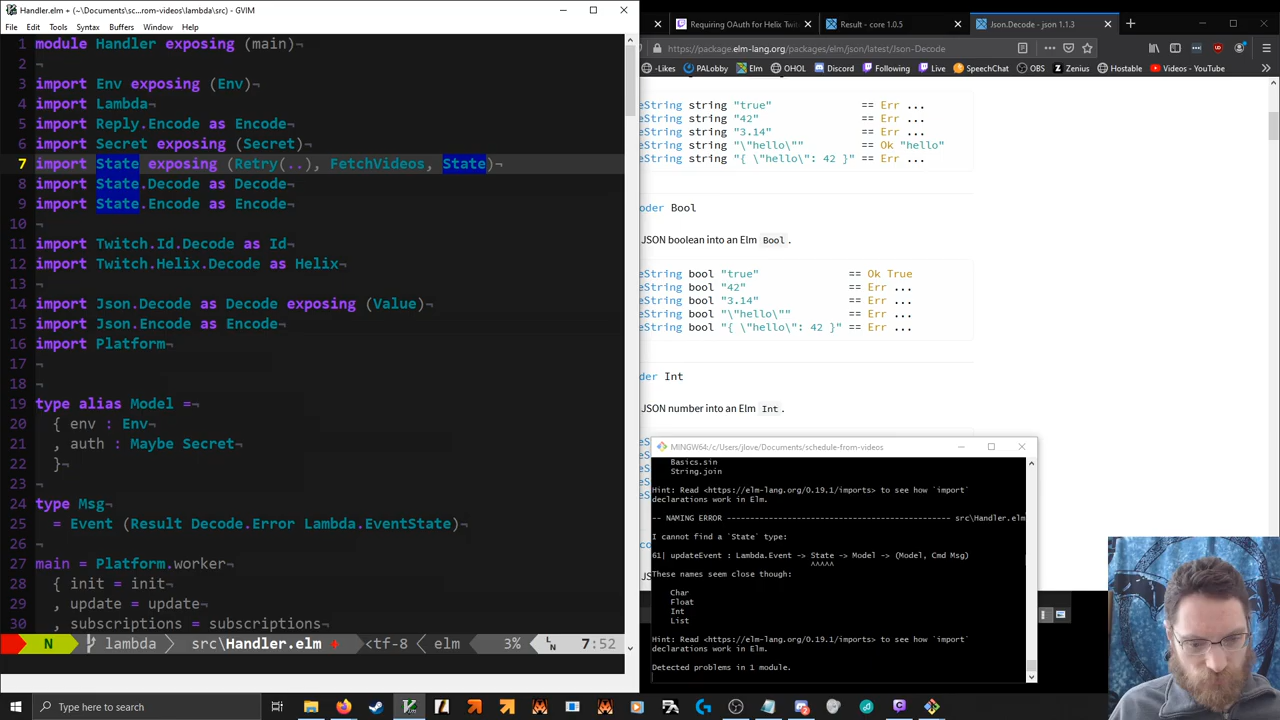 Handler.elm + (~\Documents\sc...rom-videos\lambda\src) - GVIM
File Edit Tools Syntax Buffers Window Help
1 module Handler exposing (main)¬
2 ¬
3 import Env exposing (Env)¬
4 import Lambda¬
5 import Reply.Encode as Encode¬
6 import Secret exposing (Secret)¬
7 import State exposing (Retry(..), FetchVideos, State)¬
8 import State.Decode as Decode¬
9 import State.Encode as Encode¬
10 ¬
11 import Twitch.Id.Decode as Id¬
12 import Twitch.Helix.Decode as Helix¬
13 ¬
14 import Json.Decode as Decode exposing (Value)¬
15 import Json.Encode as Encode¬
16 import Platform¬
17 ¬
18 ¬
19 type alias Model =¬
20 { env : Env¬
21 , auth : Maybe Secret¬
22 }¬
23 ¬
24 type Msg¬
25 = Event (Result Decode.Error Lambda.EventState)¬
26 ¬
27 main = Platform.worker¬
28 { init = init¬
29 , update = update¬
30 , subscriptions = subscriptions¬
N lambda src\Handler.elm + <tf-8 elm 3% LN 7:52
Requiring OAuth for Helix Twi
Result - core 1.0.5
Json.Decode - json 1.1.3
https://package.elm-lang.org/packages/elm/json/latest/Json-Decode
-Likes PALobby Elm OHOL Discord Following Live SpeechChat OBS Zenius Hostable Videos - YouTube
eString string "true" == Err ...
eString string "42" == Err ...
eString string "3.14" == Err ...
eString string "\"hello\"" == Ok "hello"
eString string "{ \"hello\": 42 }" == Err ...
oder Bool
JSON boolean into an Elm Bool.
eString bool "true" == Ok True
eString bool "42" == Err ...
eString bool "3.14" == Err ...
eString bool "\"hello\"" == Err ...
eString bool "{ \"hello\": 42 }" == Err ...
der Int
JSON number into an Elm Int.
MINGW64:/c/Users/jlove/Documents/schedule-from-videos
Basics.sin
String.join
Hint: Read <https://elm-lang.org/0.19.1/imports> to see how `import`
declarations work in Elm.
-- NAMING ERROR ---------------------------------------------- src\Handler.elm
I cannot find a `State` type:
61| updateEvent : Lambda.Event -> State -> Model -> (Model, Cmd Msg)
^^^^^
These names seem close though:
Char
Float
Int
List
Hint: Read <https://elm-lang.org/0.19.1/imports> to see how `import`
declarations work in Elm.
Detected problems in 1 module.
Type here to search